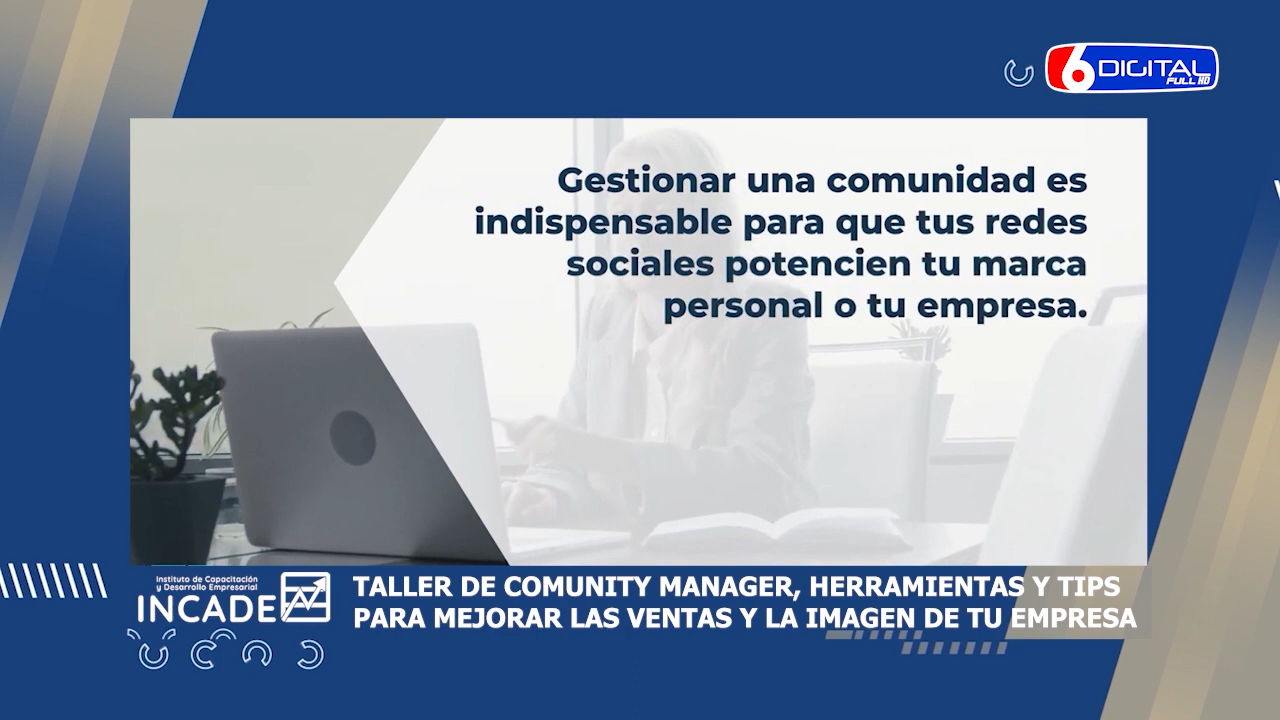 6 DIGITAL
FULL HD
Gestionar una comunidad es
indispensable para que tus redes
sociales potencien tu marca
personal o tu empresa.
Instituto de Capacitación
y Desarrollo Empresarial
INCADE
TALLER DE COMUNITY MANAGER, HERRAMIENTAS Y TIPS
PARA MEJORAR LAS VENTAS Y LA IMAGEN DE TU EMPRESA